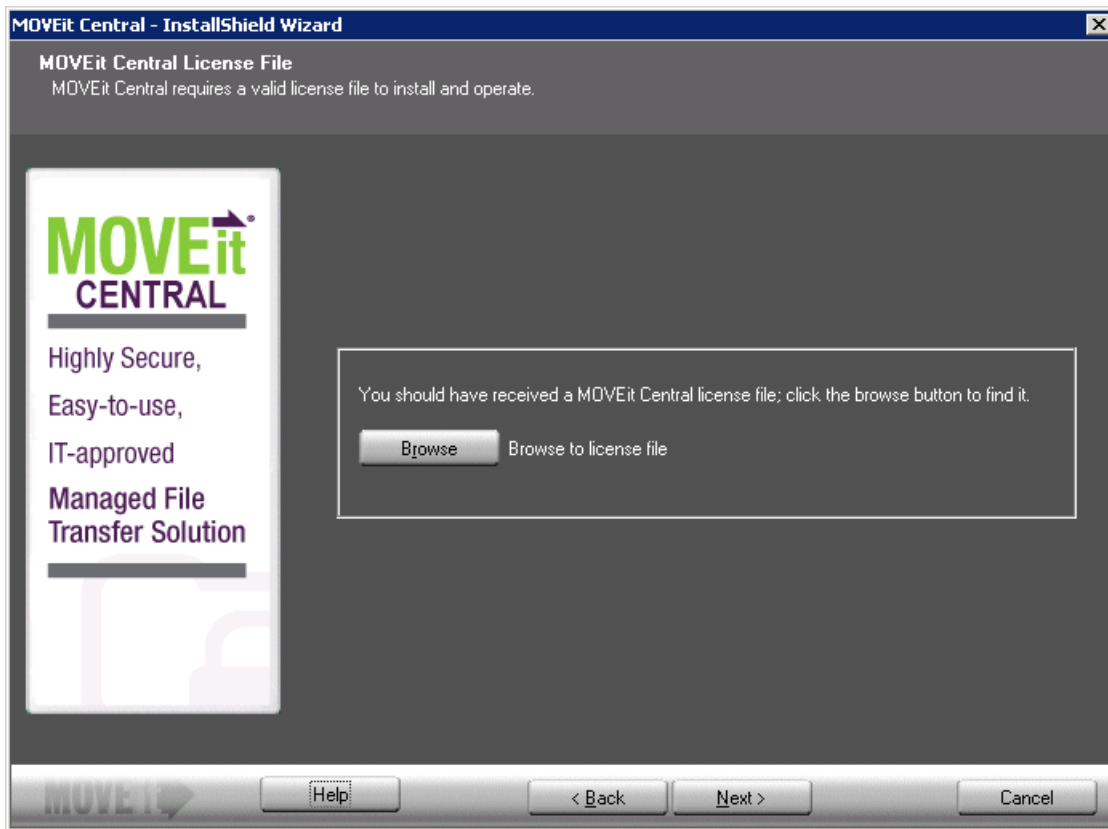 MOVEit Central - InstallShield Wizard
MOVEit Central License File
MOVEit Central requires a valid license file to install and operate.
MOVEit®
CENTRAL
Highly Secure,
Easy-to-use,
IT-approved
Managed File
Transfer Solution
You should have received a MOVEit Central license file; click the browse button to find it.
Browse Browse to license file
MOVEit Help < Back Next > Cancel